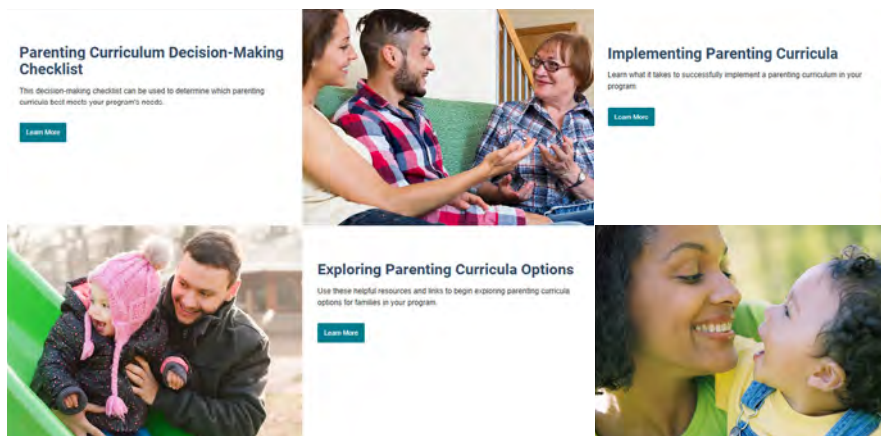 Parenting Curriculum Decision-Making
Checklist
This decision-making checklist can be used to determine which parenting
curricula best meets your program's needs.
Learn More
Implementing Parenting Curricula
Learn what it takes to successfully implement a parenting curriculum in your
program.
Learn More
Exploring Parenting Curricula Options
Use these helpful resources and links to begin exploring parenting curricula
options for families in your program.
Learn More